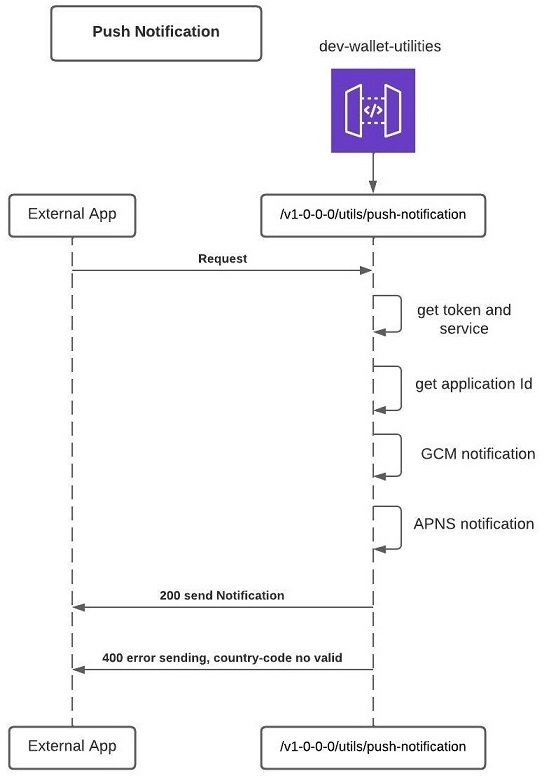 Push Notification
dev-wallet-utilities
</>
External App
/v1-0-0-0/utils/push-notification
Request
get token and
service
get application Id
GCM notification
APNS notification
200 send Notification
400 error sending, country-code no valid
External App
/v1-0-0-0/utils/push-notification